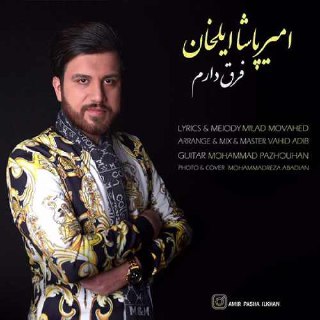 امیرپاشا ایلخان
فرق دارم
LYRICS & MELODY MILAD MOVAHED
ARRANGE & MIX & MASTER VAHID ADIB
GUITAR MOHAMMAD PAZHOUHAN
PHOTO & COVER MOHAMMADREZA ABADIAN
M&M
AMIR PASHA ILKHAN